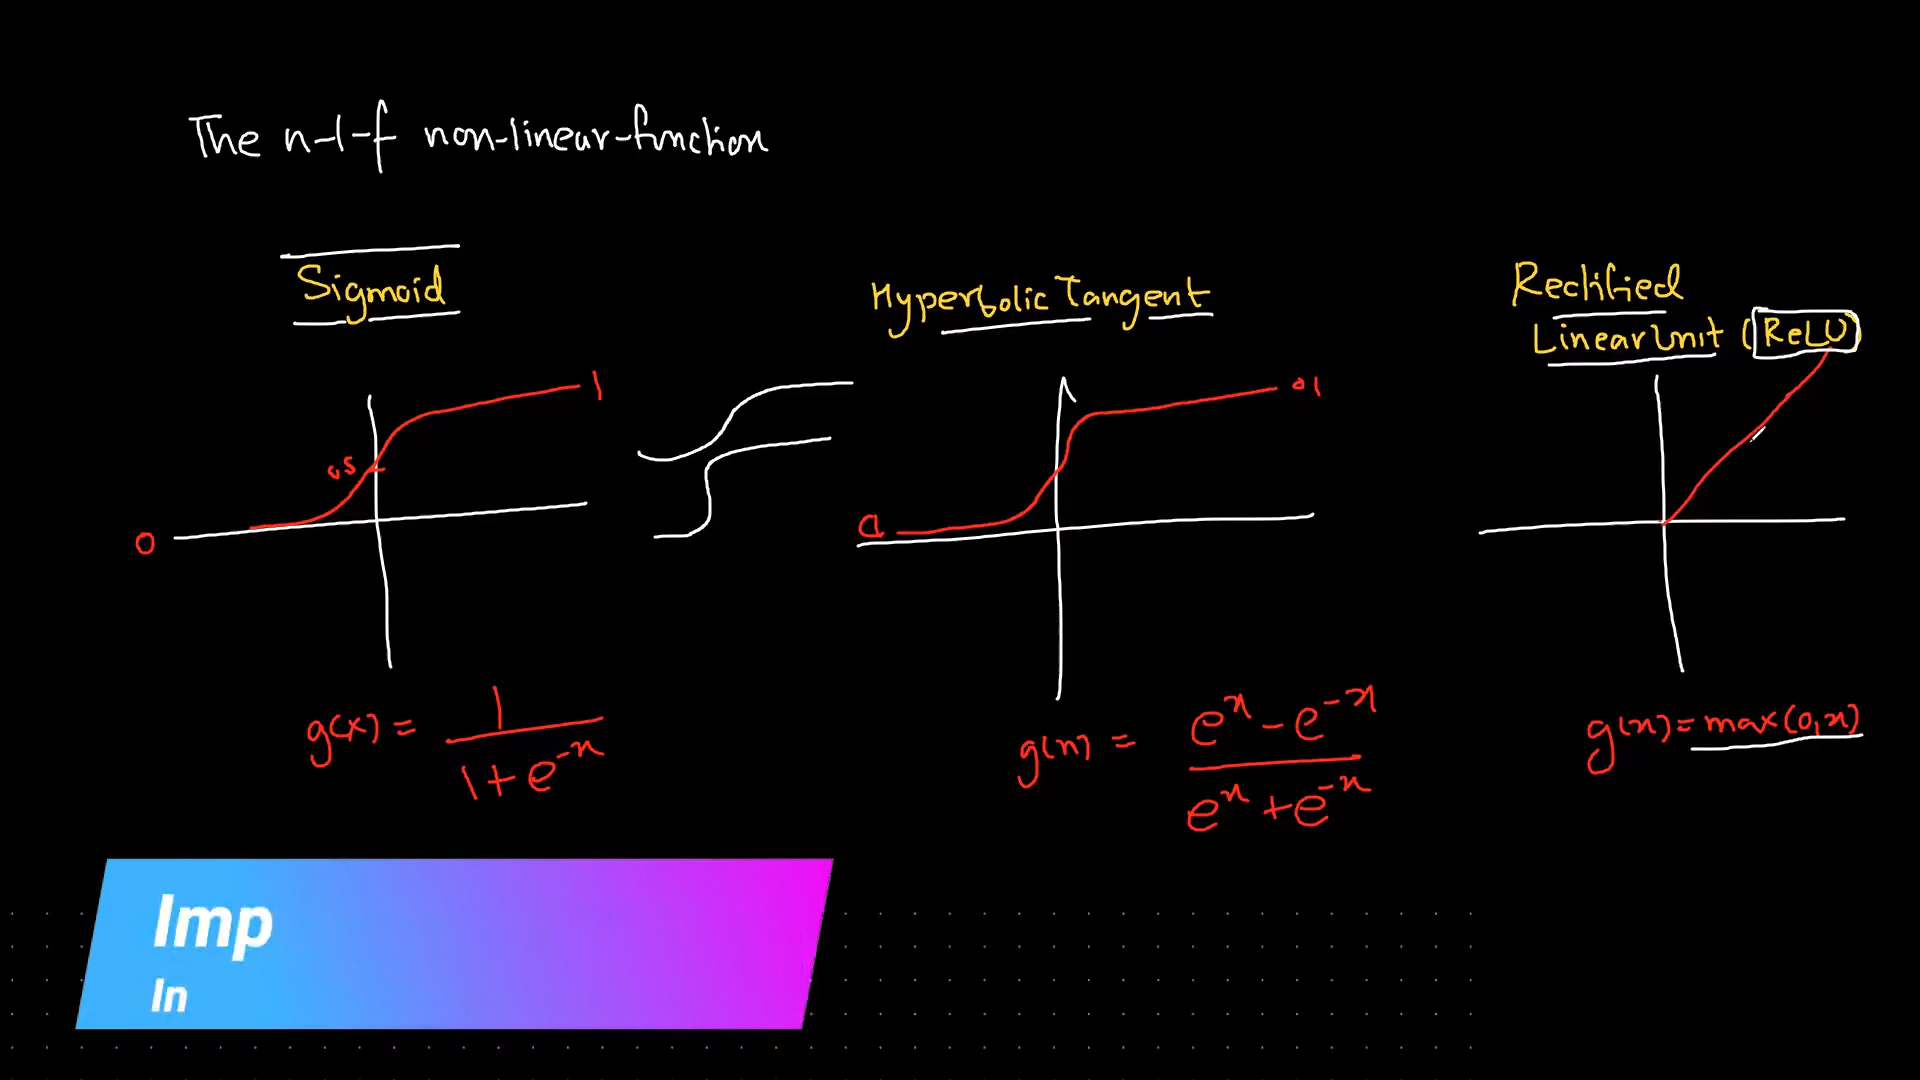 The n-l-f non-linear-function
Sigmoid
Hyperbolic Tangent
Rectified
Linear Unit (ReLU)
1
0.5
0
01
g(x) = 1 / 1 + e^-x
g(x) = e^x - e^-x / e^x + e^-x
g(x) = max(0,x)
Imp
In